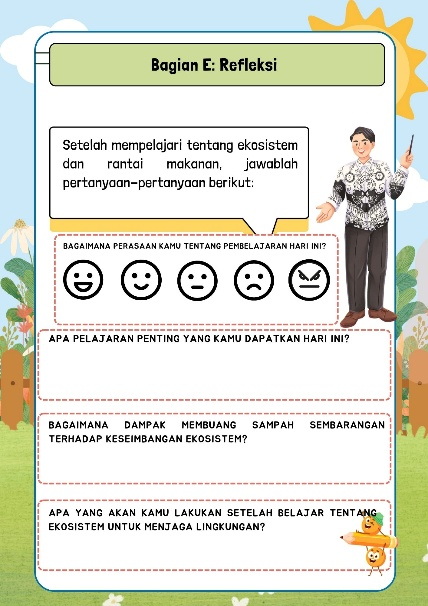 Bagian E: Refleksi
Setelah mempelajari tentang ekosistem
dan rantai makanan, jawablah
pertanyaan-pertanyaan berikut:
BAGAIMANA PERASAAN KAMU TENTANG PEMBELAJARAN HARI INI?
APA PELAJARAN PENTING YANG KAMU DAPATKAN HARI INI?
BAGAIMANA DAMPAK MEMBUANG SAMPAH SEMBARANGAN
TERHADAP KESEIMBANGAN EKOSISTEM?
APA YANG AKAN KAMU LAKUKAN SETELAH BELAJAR TENTANG
EKOSISTEM UNTUK MENJAGA LINGKUNGAN?